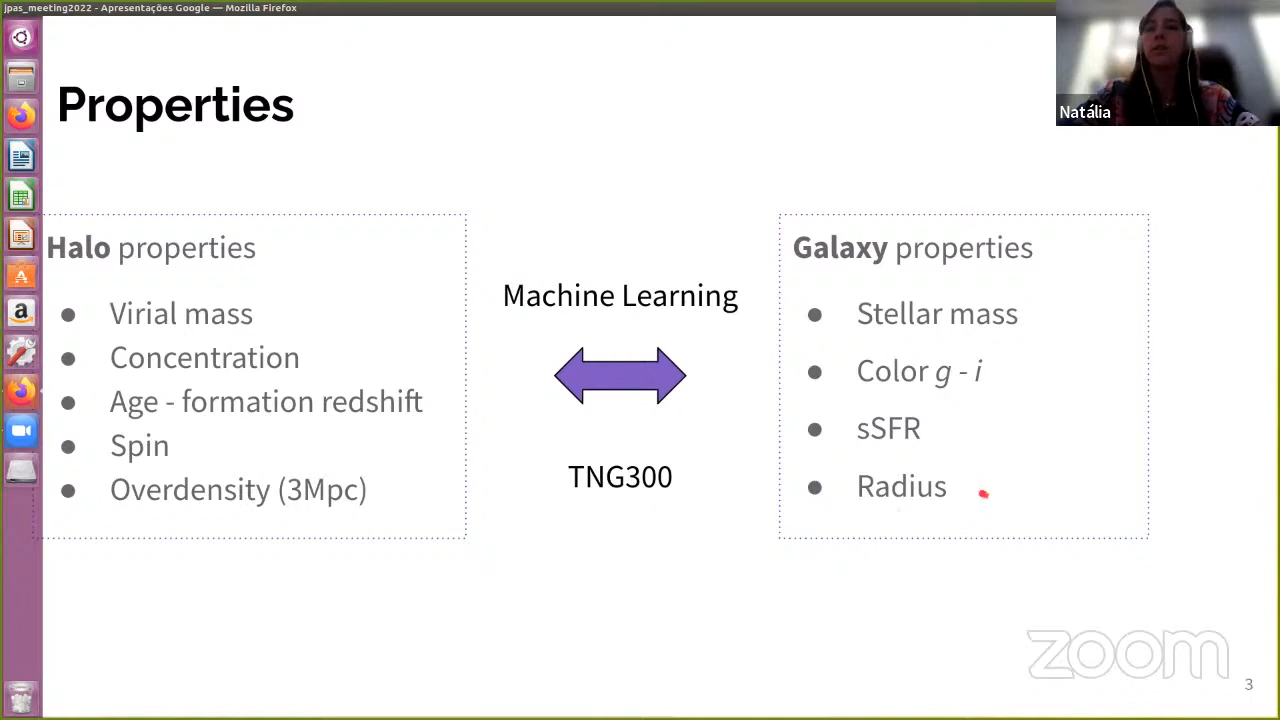 jpas_meeting2022 - Apresentações Google — Mozilla Firefox
Natália
Properties
Halo properties
● Virial mass
● Concentration
● Age - formation redshift
● Spin
● Overdensity (3Mpc)
Machine Learning
TNG300
Galaxy properties
● Stellar mass
● Color g - i
● sSFR
● Radius
zoom
3